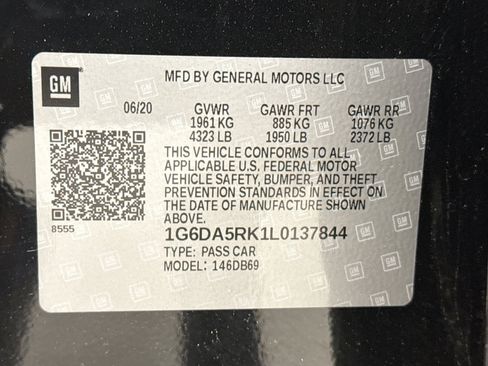 GM
MFD BY GENERAL MOTORS LLC
06/20 GVWR GAWR FRT GAWR RR
1961 KG 885 KG 1076 KG
4323 LB 1950 LB 2372 LB
THIS VEHICLE CONFORMS TO ALL
APPLICABLE U.S. FEDERAL MOTOR
VEHICLE SAFETY, BUMPER, AND THEFT
PREVENTION STANDARDS IN EFFECT ON
THE DATE OF MANUFACTURE SHOWN
ABOVE.
8555
1G6DA5RK1L0137844
TYPE: PASS CAR
MODEL: 146DB69